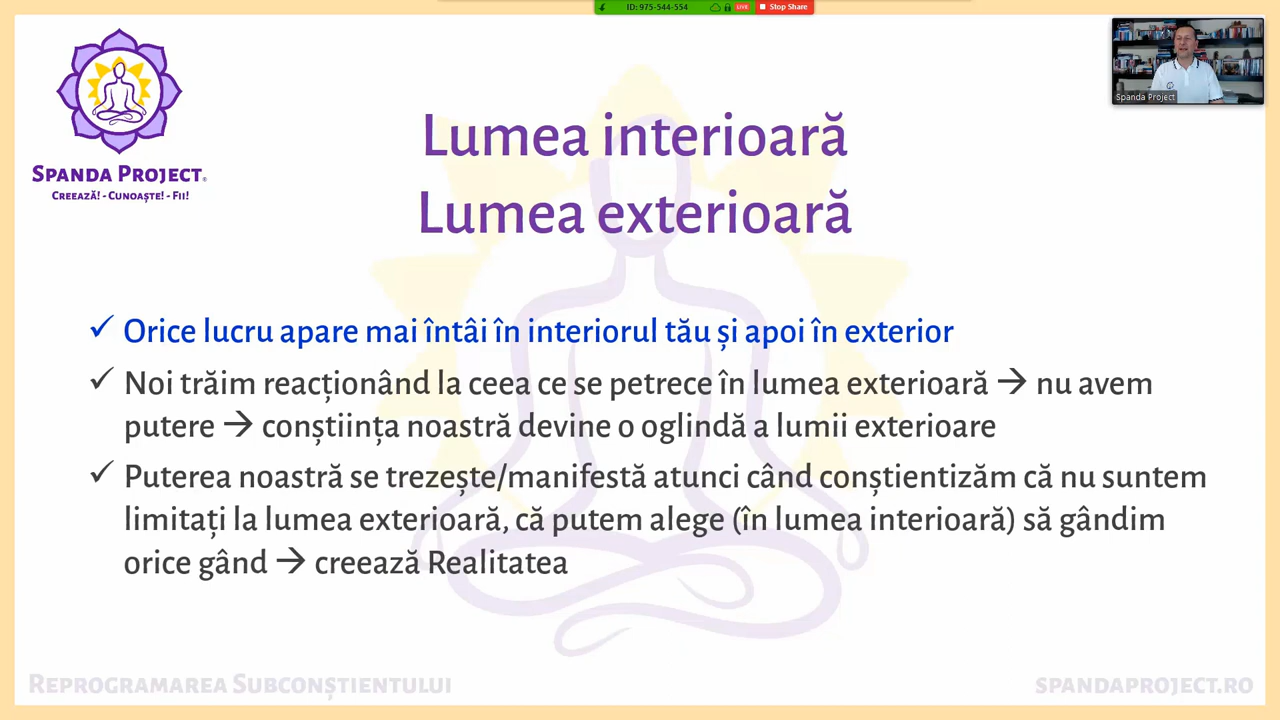 ID: 975-544-554
LIVE
Stop Share
Spanda Project
SPANDA PROJECT®
CREEAZĂ! - CUNOAȘTE! - FII!
Lumea interioară
Lumea exterioară
✓ Orice lucru apare mai întâi în interiorul tău și apoi în exterior
✓ Noi trăim reacționând la ceea ce se petrece în lumea exterioară → nu avem
putere → conștiința noastră devine o oglindă a lumii exterioare
✓ Puterea noastră se trezește/manifestă atunci când conștientizăm că nu suntem
limitați la lumea exterioară, că putem alege (în lumea interioară) să gândim
orice gând → creează Realitatea
REPROGRAMAREA SUBCONȘTIENTULUI
SPANDAPROJECT.RO